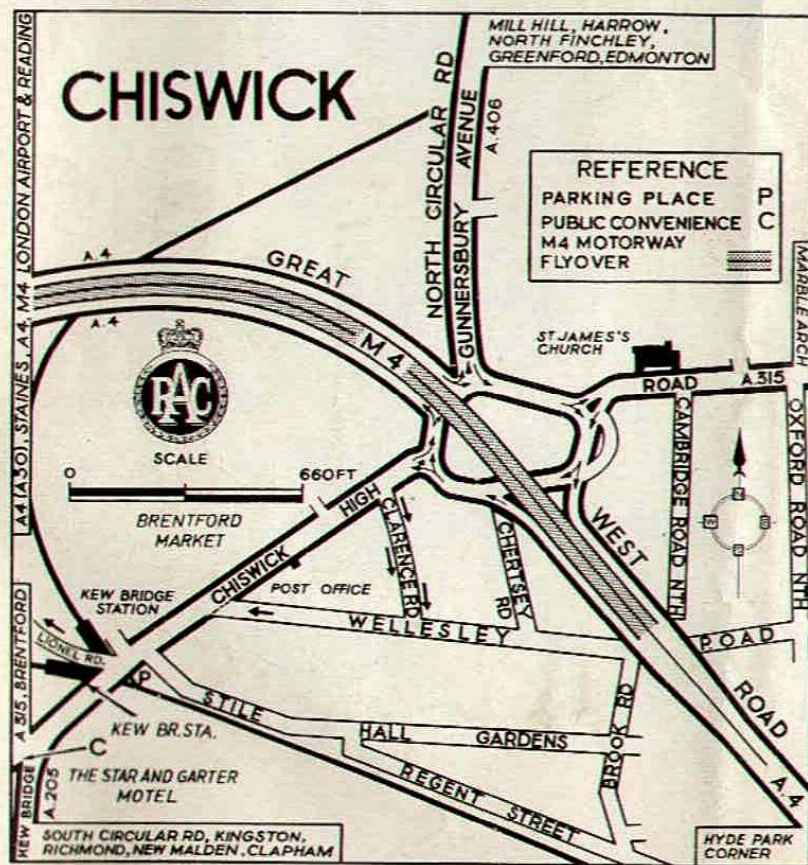 CHISWICK
MILL HILL, HARROW,
NORTH FINCHLEY,
GREENFORD, EDMONTON
NORTH CIRCULAR RD
GUNNERSBURY AVENUE
A.406
REFERENCE
PARKING PLACE P
PUBLIC CONVENIENCE C
M4 MOTORWAY
FLYOVER
A4(A30), STAINES, A4, M4 LONDON AIRPORT & READING
MARBLE ARCH
A.4
GREAT
A.4
M4
ST JAMES'S
CHURCH
ROAD A315
RAC
SCALE
0 660FT
BRENTFORD
MARKET
CAMBRIDGE ROAD NTH
OXFORD ROAD NTH
N
W E
S
CHISWICK HIGH
CLARENCE RD
CHERTSEY RD
WEST
ROAD
A.4
POST OFFICE
KEW BRIDGE
STATION
WELLESLEY ROAD
LIONEL RD.
P
A 315, BRENTFORD
KEW BR. STA.
STILE
HALL GARDENS
BROOK RD
REGENT STREET
C
KEW BRIDGE
A.205
THE STAR AND GARTER
MOTEL
SOUTH CIRCULAR RD, KINGSTON,
RICHMOND, NEW MALDEN, CLAPHAM
HYDE PARK
CORNER